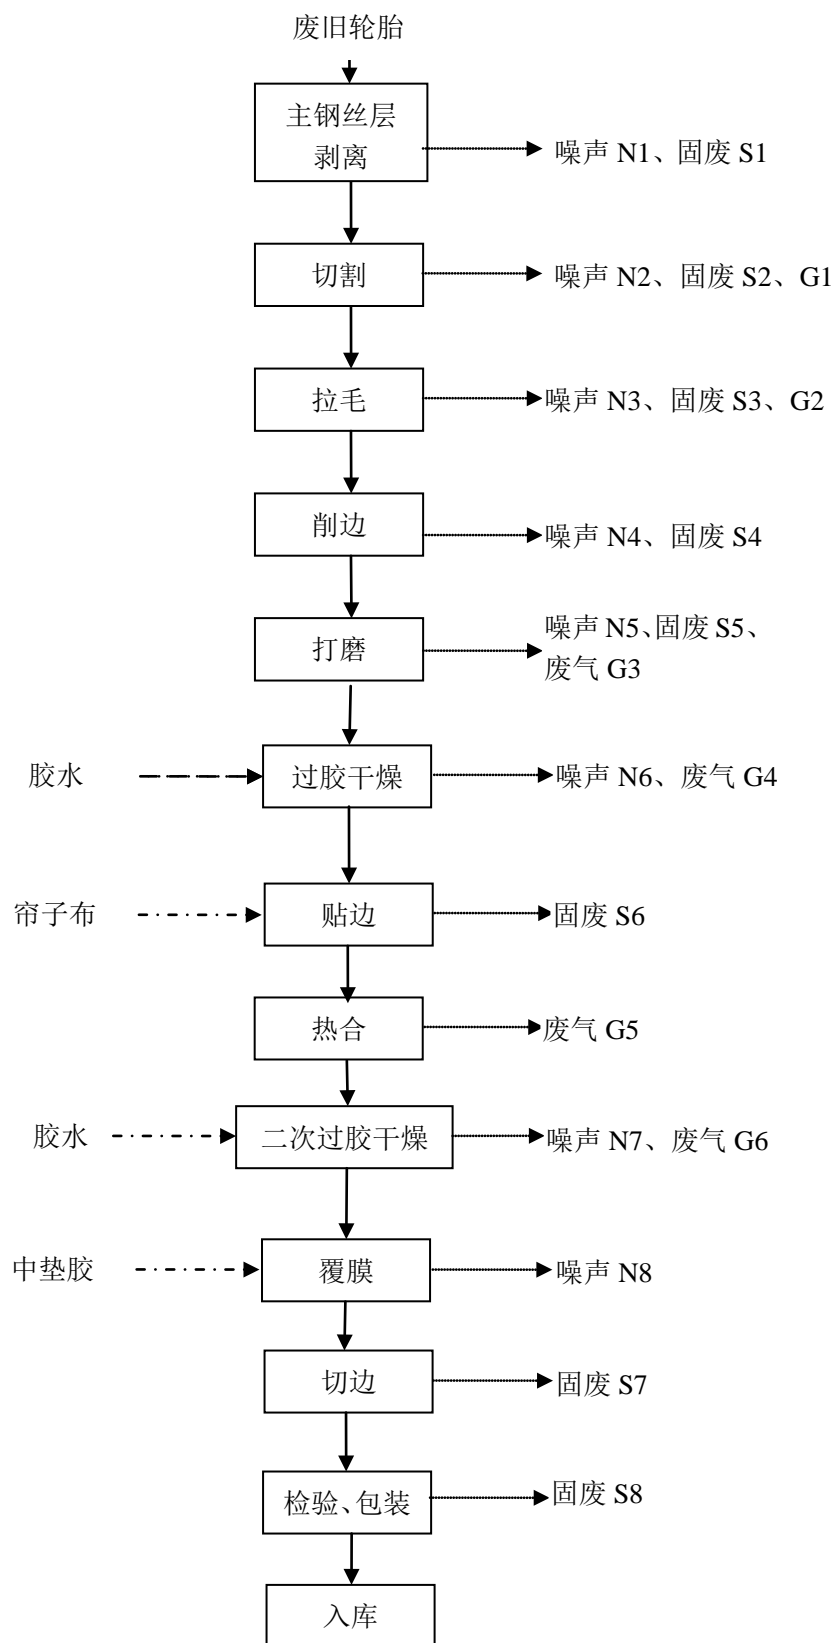 废旧轮胎
主钢丝层
剥离
噪声 N1、固废 S1
切割
噪声 N2、固废 S2、G1
拉毛
噪声 N3、固废 S3、G2
削边
噪声 N4、固废 S4
打磨
噪声 N5、固废 S5、
废气 G3
胶水
过胶干燥
噪声 N6、废气 G4
帘子布
贴边
固废 S6
热合
废气 G5
胶水
二次过胶干燥
噪声 N7、废气 G6
中垫胶
覆膜
噪声 N8
切边
固废 S7
检验、包装
固废 S8
入库